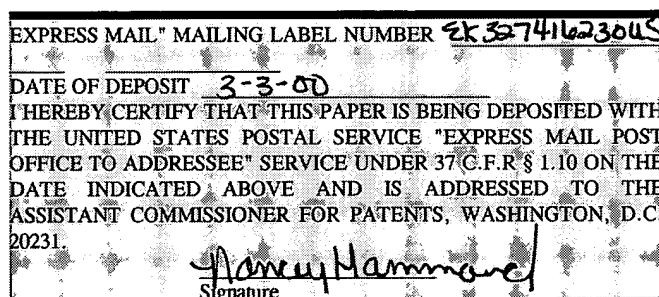 EXPRESS MAIL" MAILING LABEL NUMBER EK327416230US
DATE OF DEPOSIT 3-3-00
I HEREBY CERTIFY THAT THIS PAPER IS BEING DEPOSITED WITH
THE UNITED STATES POSTAL SERVICE "EXPRESS MAIL POST
OFFICE TO ADDRESSEE" SERVICE UNDER 37 C.F.R § 1.10 ON THE
DATE INDICATED ABOVE AND IS ADDRESSED TO THE
ASSISTANT COMMISSIONER FOR PATENTS, WASHINGTON, D.C.
20231.
Nancy Hammond
Signature